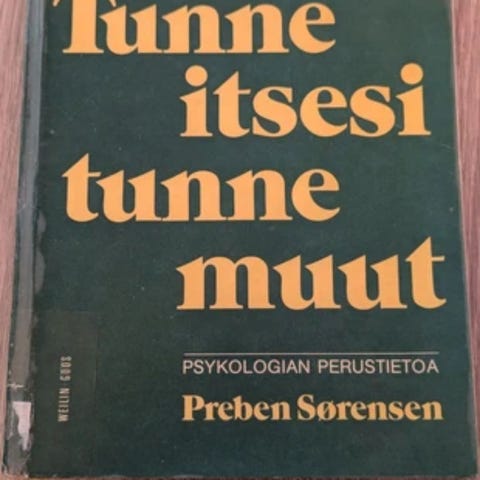 Tunne
itsesi
tunne
muut
PSYKOLOGIAN PERUSTIETOA
Preben Sørensen
WEILIN GÖÖS